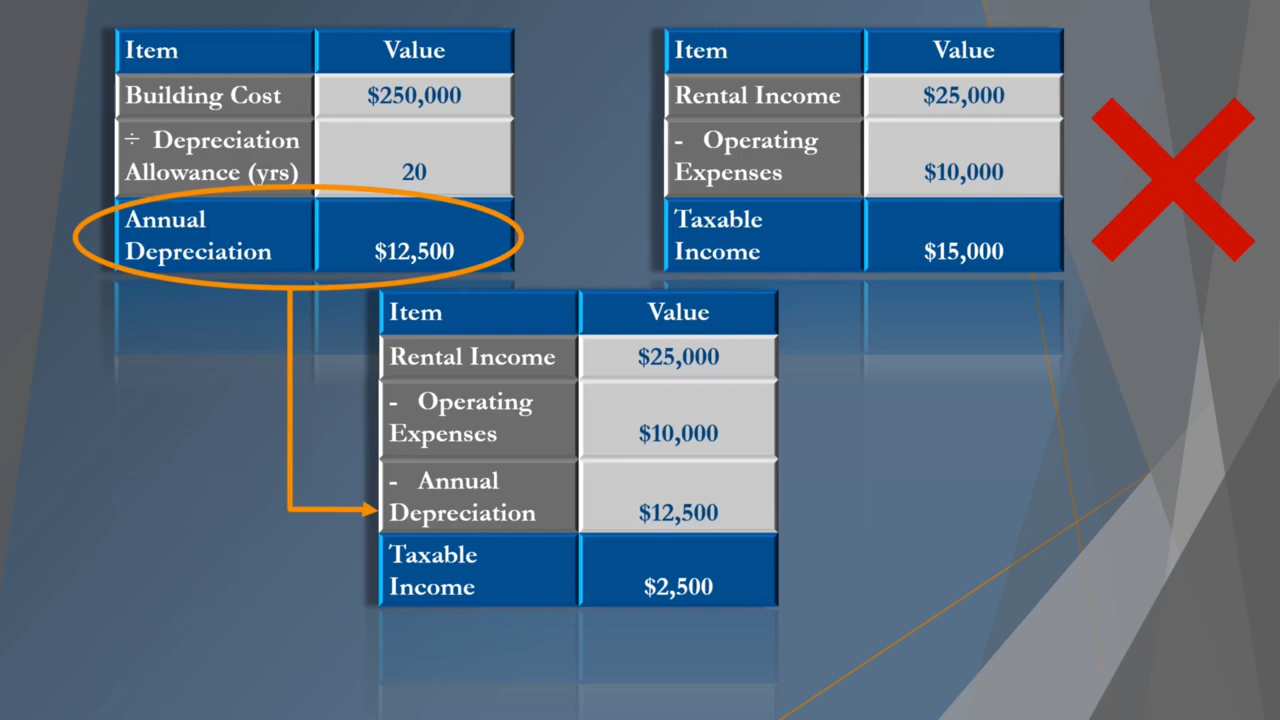 Item Value
Building Cost $250,000
÷ Depreciation
Allowance (yrs) 20
Annual
Depreciation $12,500
Item Value
Rental Income $25,000
- Operating
Expenses $10,000
Taxable
Income $15,000
Item Value
Rental Income $25,000
- Operating
Expenses $10,000
- Annual
Depreciation $12,500
Taxable
Income $2,500